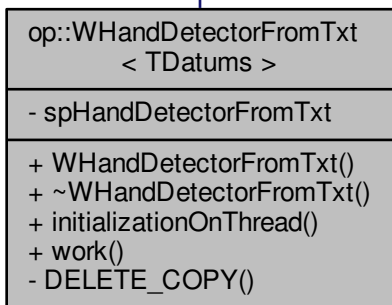 op::WHandDetectorFromTxt
< TDatums >
- spHandDetectorFromTxt
+ WHandDetectorFromTxt()
+ ~WHandDetectorFromTxt()
+ initializationOnThread()
+ work()
- DELETE_COPY()